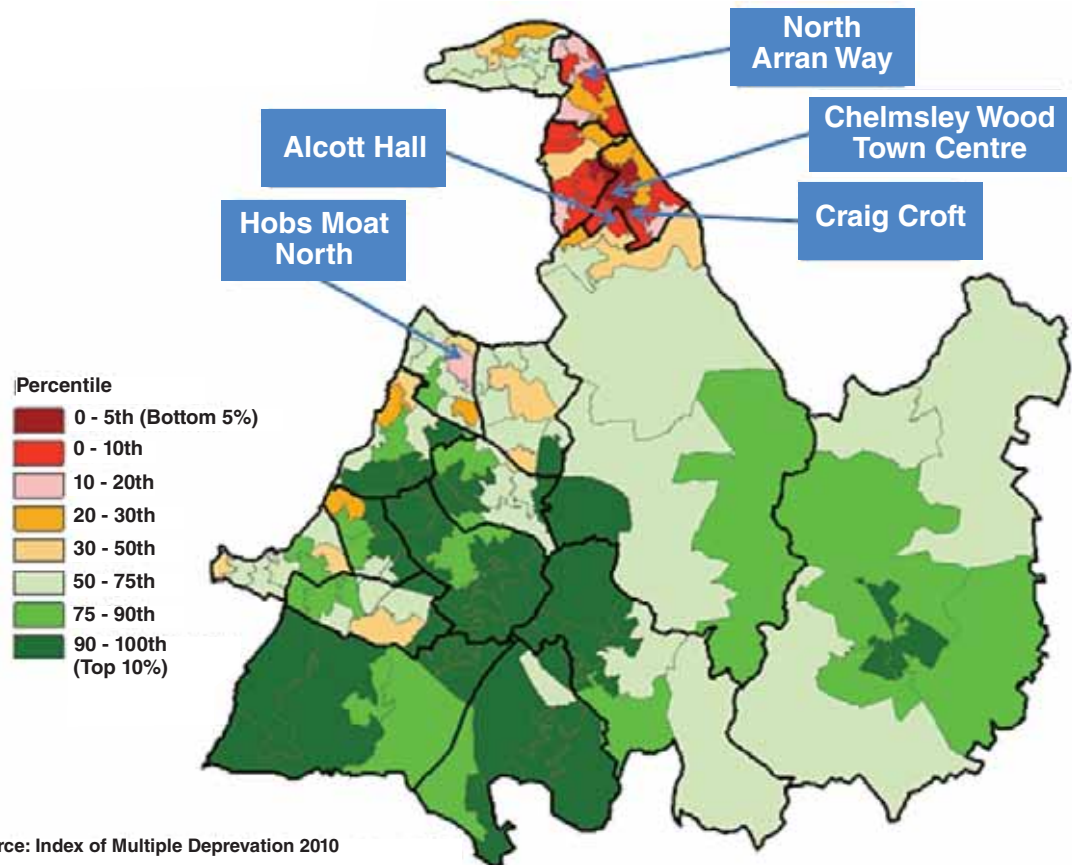 North
Arran Way
Chelmsley Wood
Town Centre
Alcott Hall
Craig Croft
Hobs Moat
North
Percentile
0 - 5th (Bottom 5%)
0 - 10th
10 - 20th
20 - 30th
30 - 50th
50 - 75th
75 - 90th
90 - 100th
(Top 10%)
rce: Index of Multiple Deprevation 2010